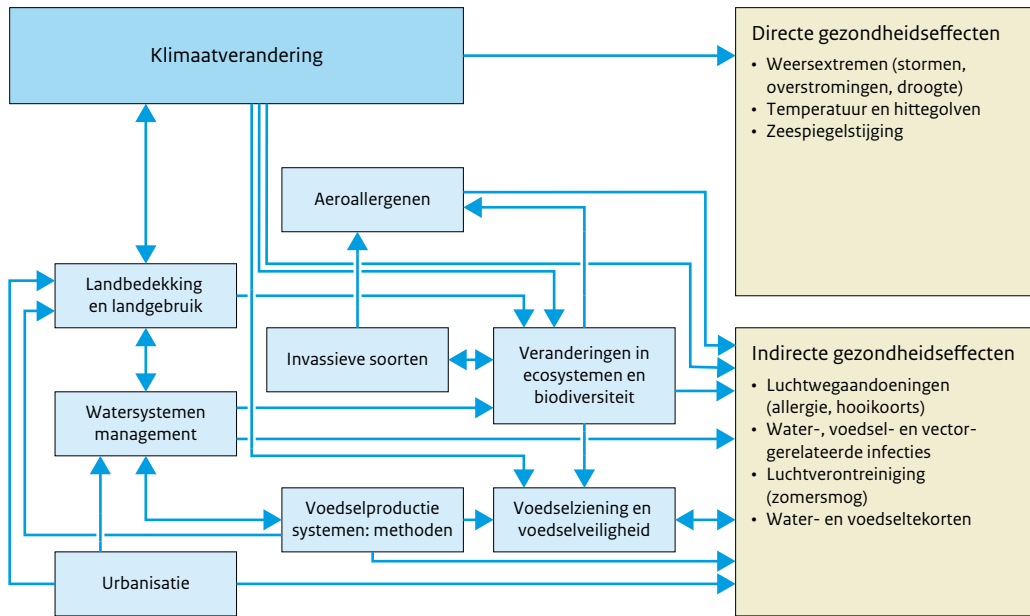 Klimaatverandering
Directe gezondheidseffecten
• Weersextremen (stormen,
overstromingen, droogte)
• Temperatuur en hittegolven
• Zeespiegelstijging
Aeroallergenen
Landbedekking
en landgebruik
Invassieve soorten
Veranderingen in
ecosystemen en
biodiversiteit
Indirecte gezondheidseffecten
• Luchtwegaandoeningen
(allergie, hooikoorts)
• Water-, voedsel- en vector-
gerelateerde infecties
• Luchtverontreiniging
(zomersmog)
• Water- en voedseltekorten
Watersystemen
management
Voedselproductie
systemen: methoden
Voedselziening en
voedselveiligheid
Urbanisatie